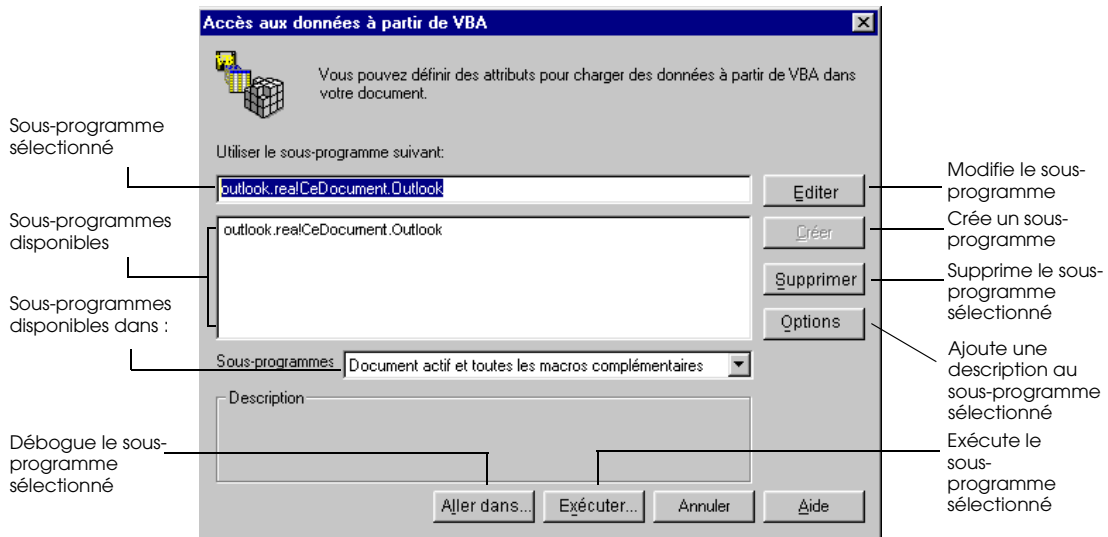 Accès aux données à partir de VBA
Vous pouvez définir des attributs pour charger des données à partir de VBA dans
votre document.
Sous-programme
sélectionné
Utiliser le sous-programme suivant:
outlook.rea!CeDocument.Outlook
Editer
Modifie le sous-
programme
Sous-programmes
disponibles
outlook.rea!CeDocument.Outlook
Créer
Crée un sous-
programme
Supprimer
Supprime le sous-
programme
sélectionné
Sous-programmes
disponibles dans :
Options
Ajoute une
description au
sous-programme
sélectionné
Sous-programmes
Document actif et toutes les macros complémentaires
Description
Débogue le sous-
programme
sélectionné
Exécute le
sous-
programme
sélectionné
Aller dans...
Exécuter...
Annuler
Aide